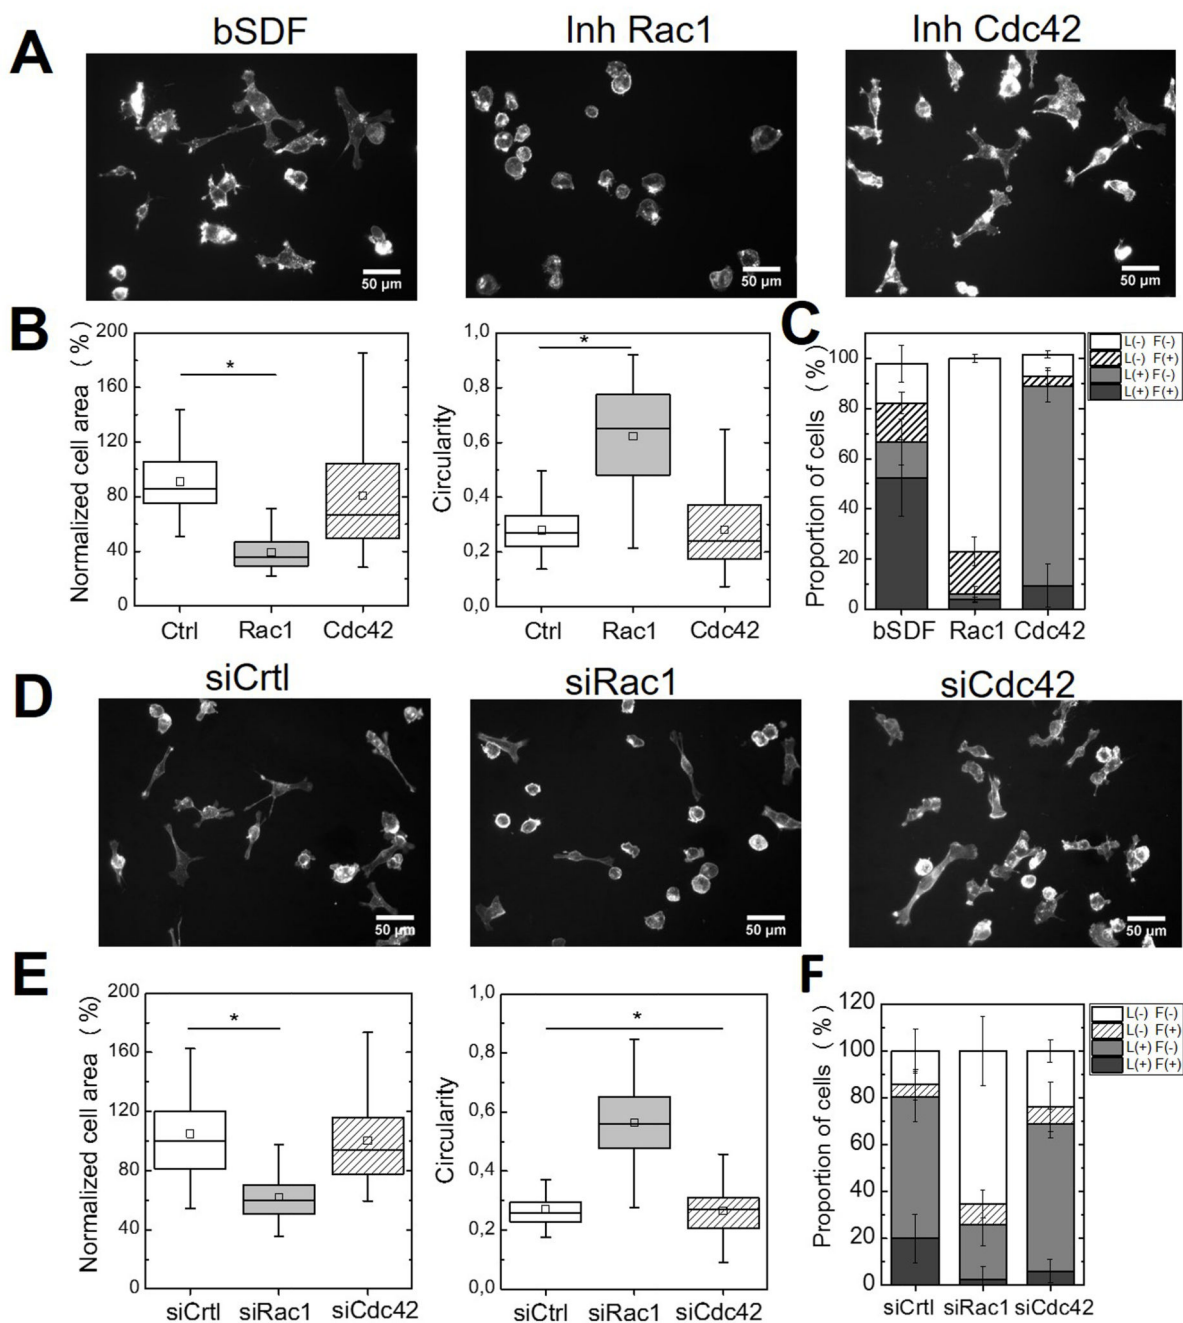 A
bSDF
Inh Rac1
Inh Cdc42
50 µm
50 µm
50 µm
B
Normalized cell area (%)
200
160
120
80
40
0
*
Ctrl
Rac1
Cdc42
Circularity
1,0
0,8
0,6
0,4
0,2
0,0
*
Ctrl
Rac1
Cdc42
C
Proportion of cells (%)
100
80
60
40
20
0
bSDF
Rac1
Cdc42
L(-) F(-)
L(-) F(+)
L(+) F(-)
L(+) F(+)
D
siCrtl
siRac1
siCdc42
50 µm
50 µm
50 µm
E
Normalized cell area (%)
200
160
120
80
40
0
*
siCrtl
siRac1
siCdc42
Circularity
1,0
0,8
0,6
0,4
0,2
0,0
*
siCtrl
siRac1
siCdc42
F
Proportion of cells (%)
120
100
80
60
40
20
0
siCrtl
siRac1
siCdc42
L(-) F(-)
L(-) F(+)
L(+) F(-)
L(+) F(+)